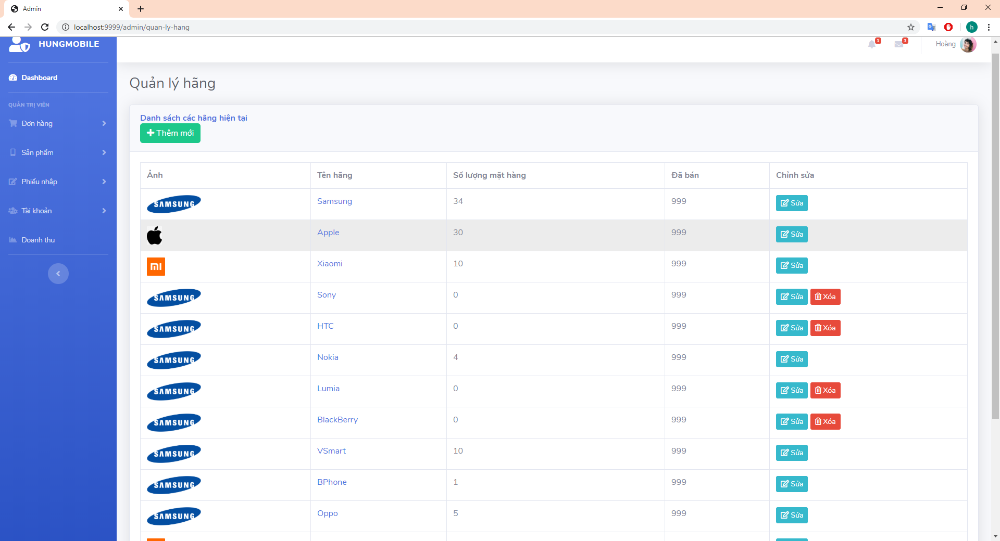 Admin
localhost:9999/admin/quan-ly-hang
h
HUNGMOBILE
1
3
Hoàng
Dashboard
QUẢN TRỊ VIÊN
Đơn hàng
Sản phẩm
Phiếu nhập
Tài khoản
Doanh thu
Quản lý hãng
Danh sách các hãng hiện tại
Thêm mới
Ảnh Tên hãng Số lượng mặt hàng Đã bán Chỉnh sửa
SAMSUNG Samsung 34 999 Sửa
Apple 30 999 Sửa
MI Xiaomi 10 999 Sửa
SAMSUNG Sony 0 999 Sửa Xóa
SAMSUNG HTC 0 999 Sửa Xóa
SAMSUNG Nokia 4 999 Sửa
SAMSUNG Lumia 0 999 Sửa Xóa
SAMSUNG BlackBerry 0 999 Sửa Xóa
SAMSUNG VSmart 10 999 Sửa
SAMSUNG BPhone 1 999 Sửa
SAMSUNG Oppo 5 999 Sửa